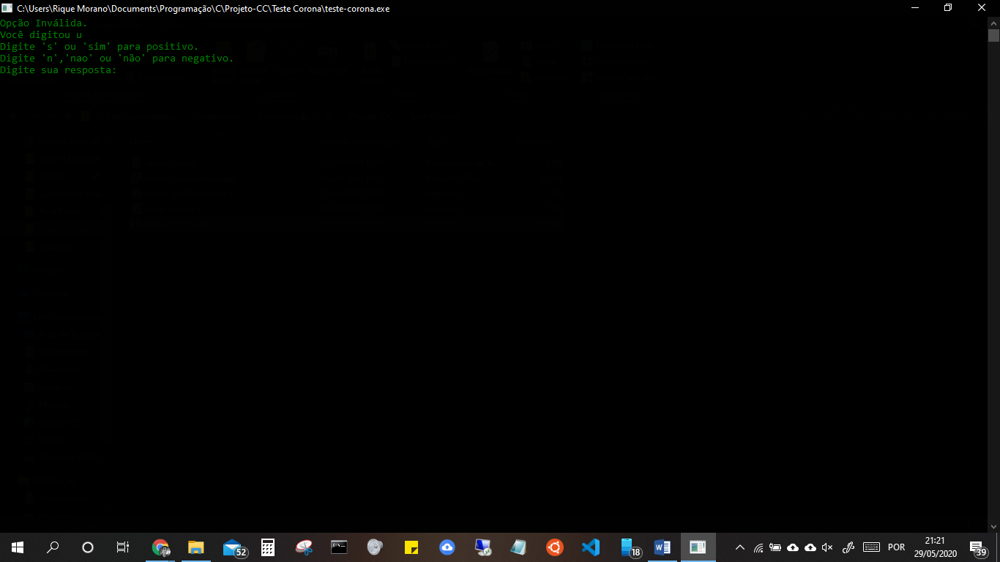 C:\Users\Rique Morano\Documents\Programação\C\Projeto-CC\Teste Corona\teste-corona.exe
Opção Inválida.
Você digitou u
Digite 's' ou 'sim' para positivo.
Digite 'n','nao' ou 'não' para negativo.
Digite sua resposta:
52
18
POR
21:21
29/05/2020
39